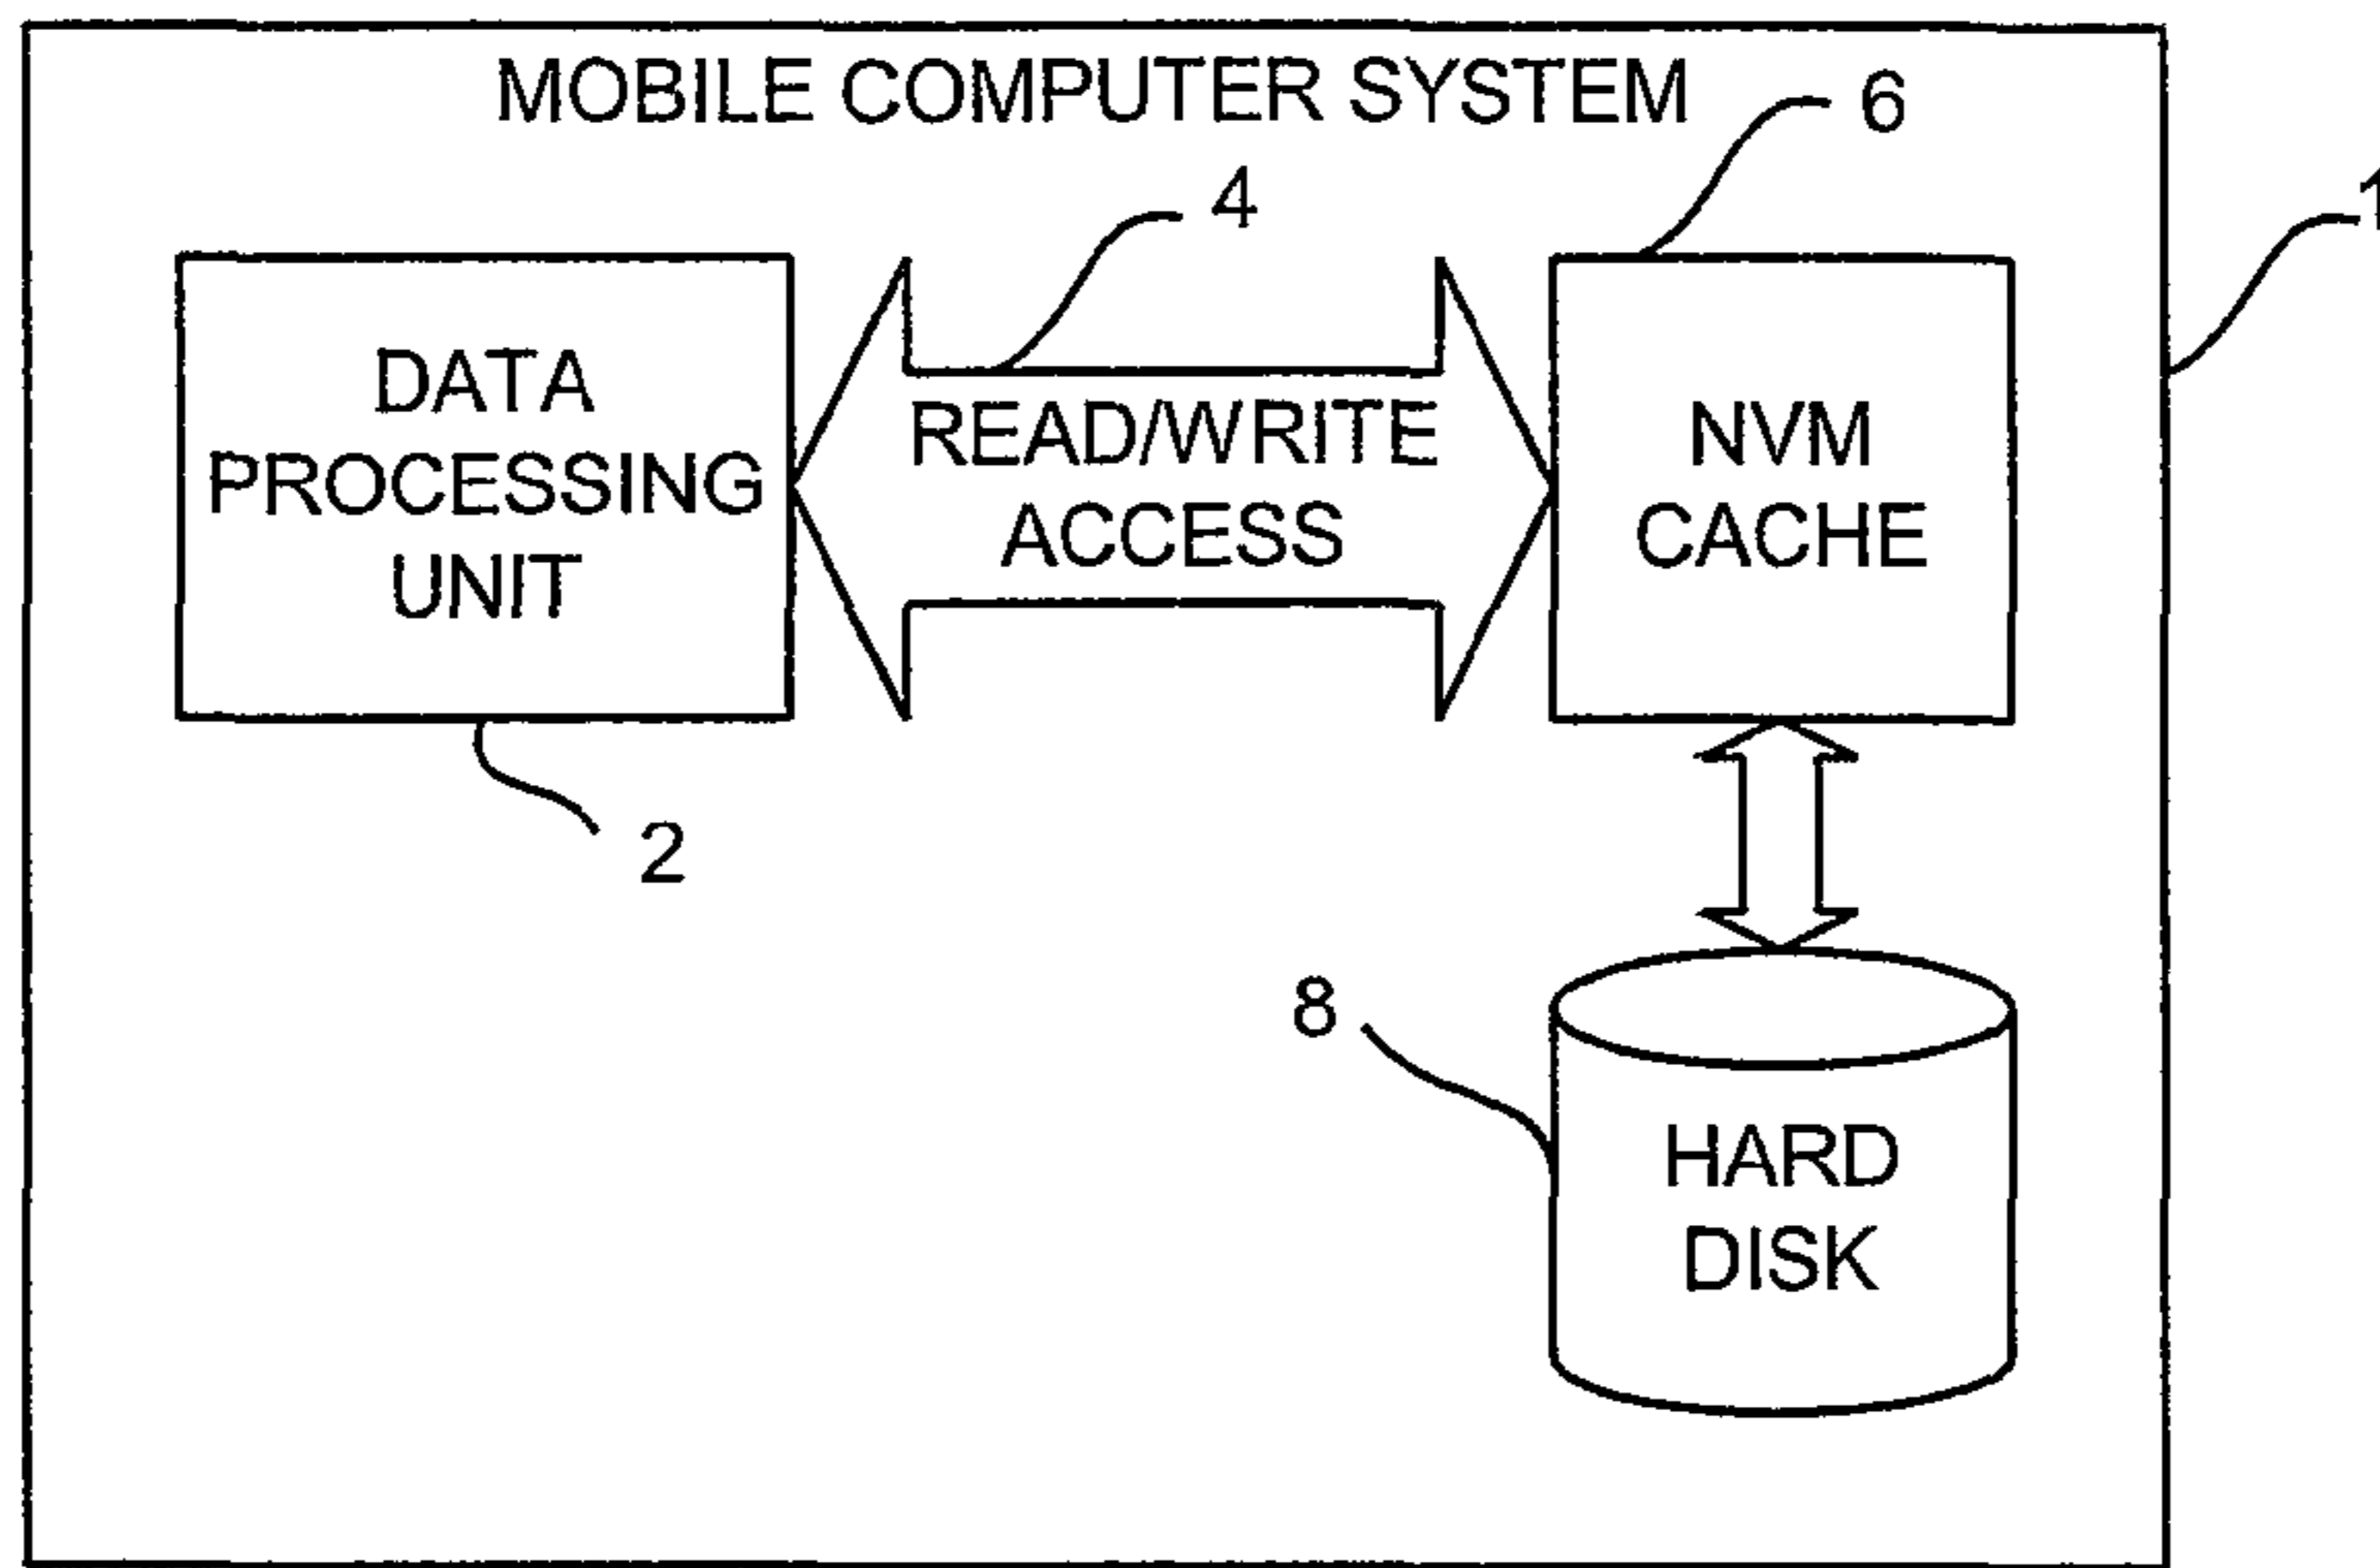 MOBILE COMPUTER SYSTEM
6
4
1
DATA
PROCESSING
UNIT
READ/WRITE
ACCESS
NVM
CACHE
2
8
HARD
DISK